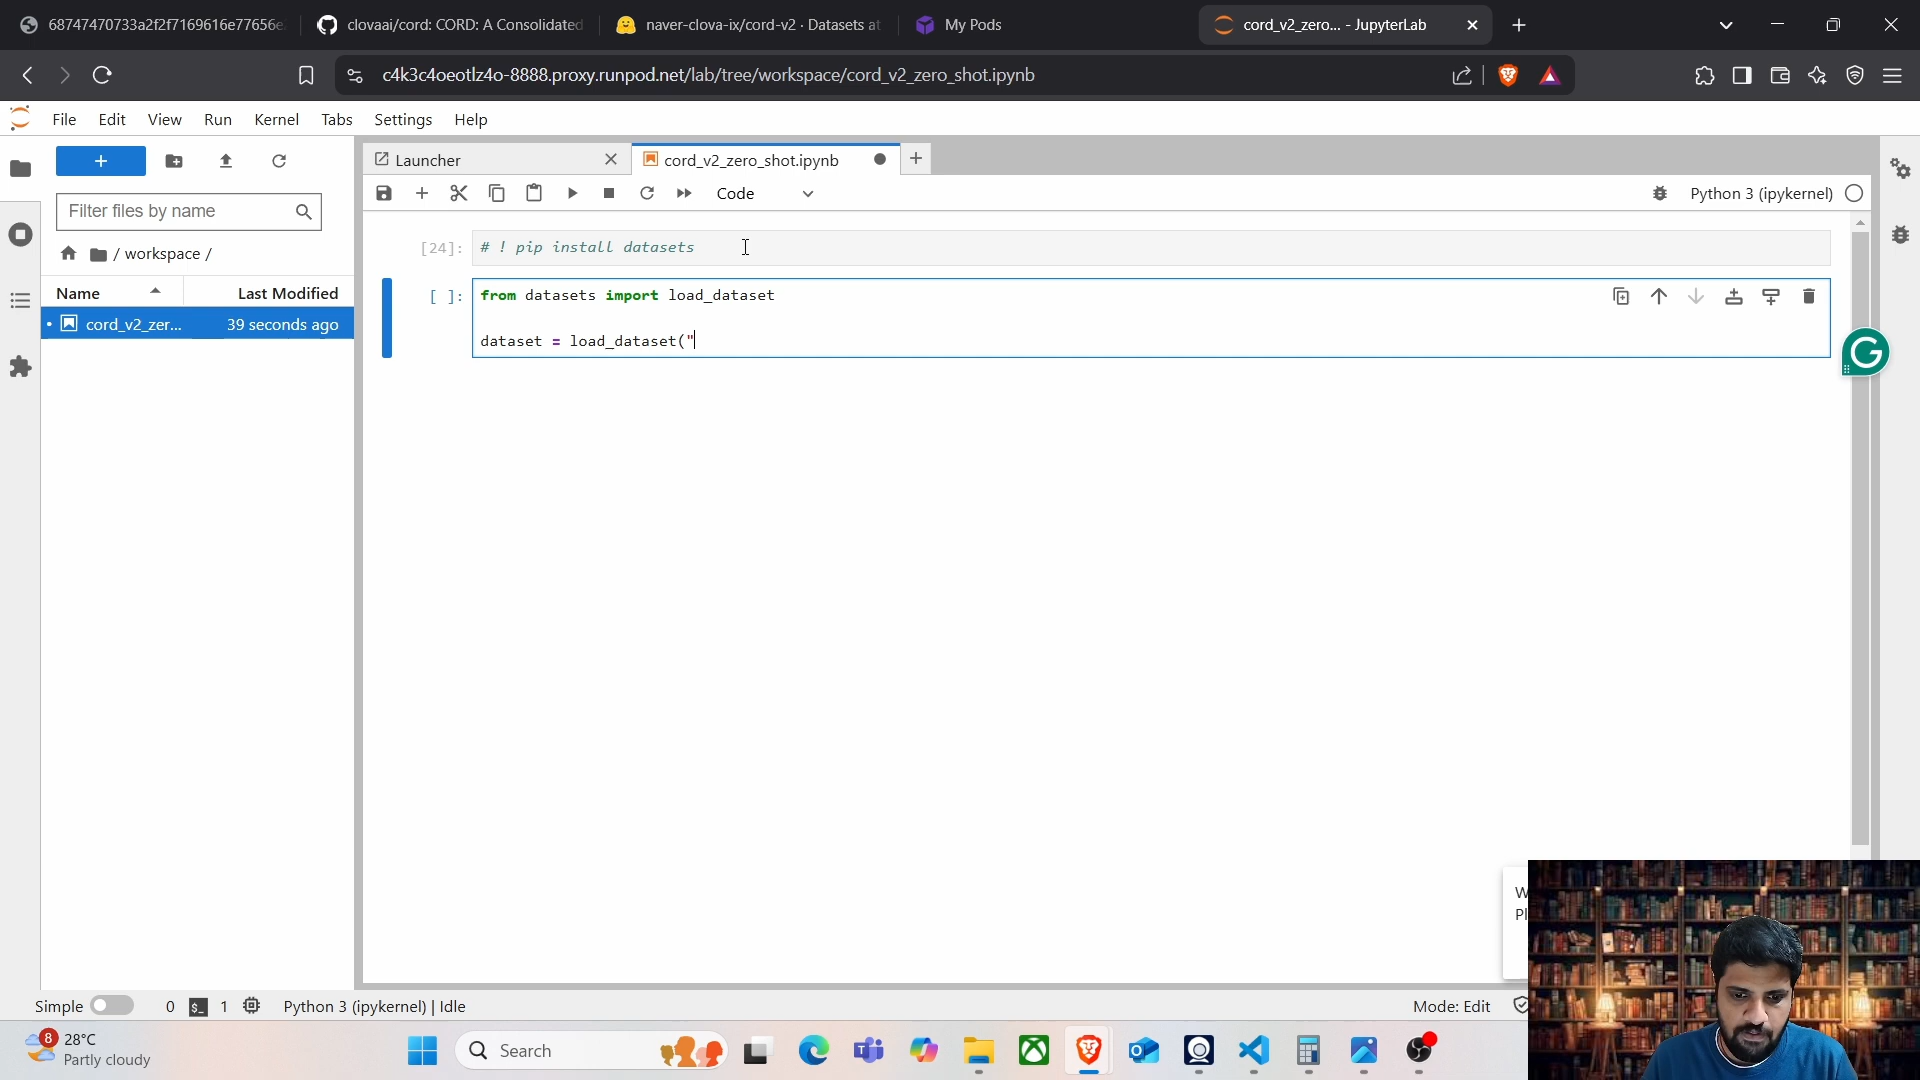 68747470733a2f2f7169616e77656e
clovaai/cord: CORD: A Consolidated
naver-clova-ix/cord-v2 · Datasets at
My Pods
cord_v2_zero... - JupyterLab
c4k3c4oeotlz4o-8888.proxy.runpod.net/lab/tree/workspace/cord_v2_zero_shot.ipynb
File Edit View Run Kernel Tabs Settings Help
Launcher
cord_v2_zero_shot.ipynb
Code
Python 3 (ipykernel)
Filter files by name
/ workspace /
Name Last Modified
cord_v2_zer... 39 seconds ago
[24]: # ! pip install datasets
[ ]: from datasets import load_dataset
dataset = load_dataset("
W
Pl
Simple 0 1 Python 3 (ipykernel) | Idle
Mode: Edit
8
28°C
Partly cloudy
Search